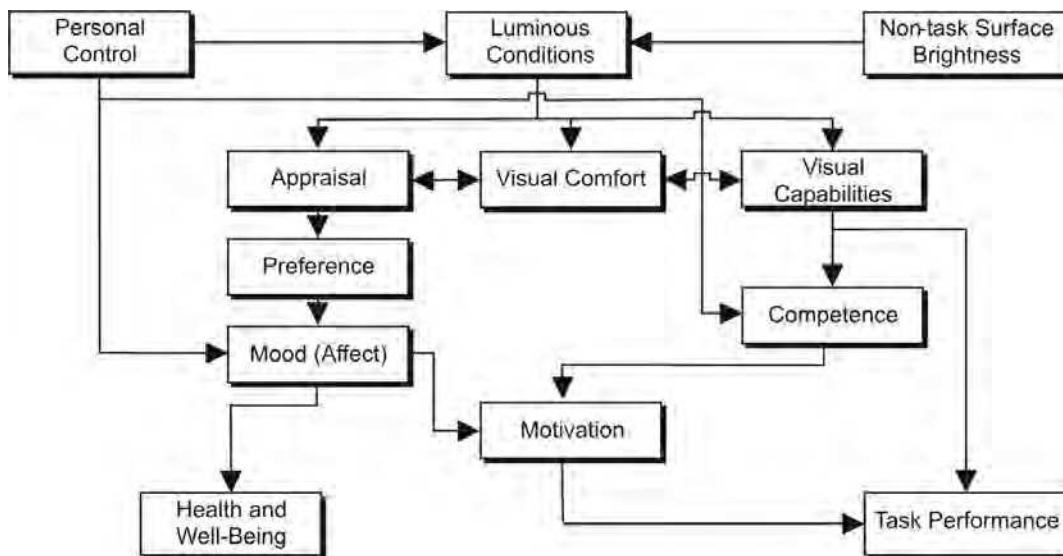 Personal
Control
Luminous
Conditions
Non-task Surface
Brightness
Appraisal
Visual Comfort
Visual
Capabilities
Preference
Competence
Mood (Affect)
Motivation
Health and
Well-Being
Task Performance